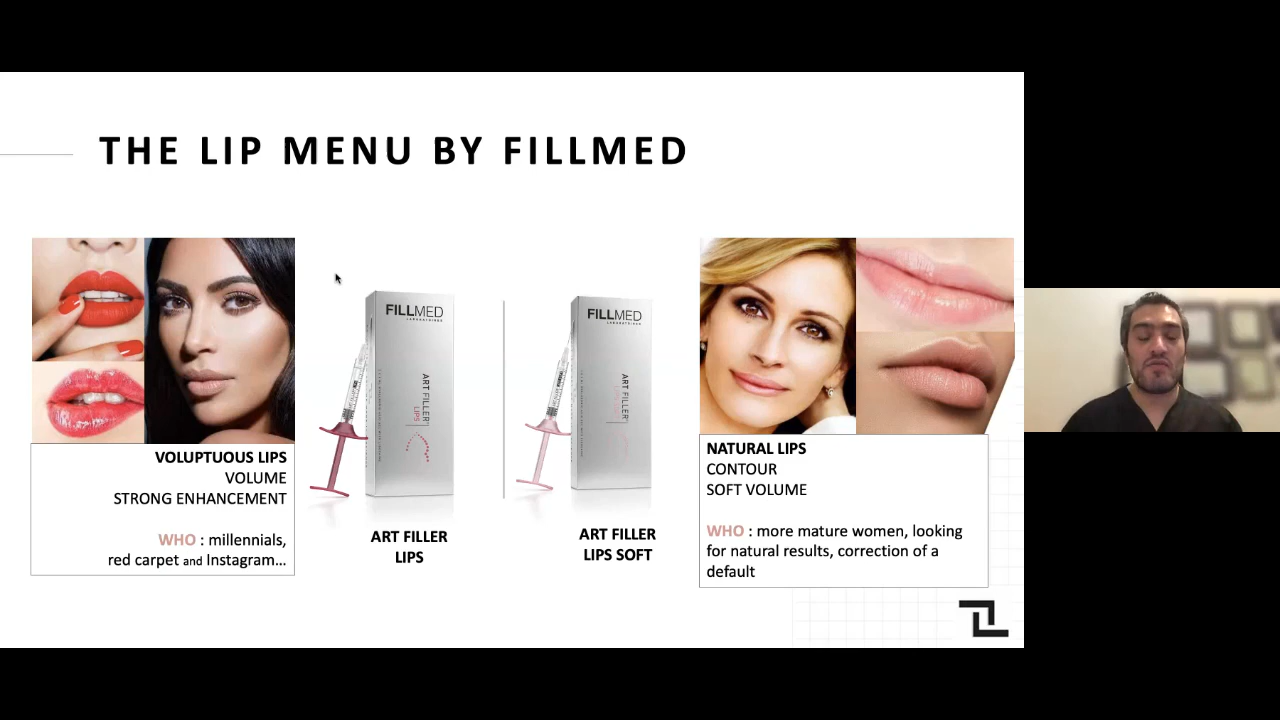 THE LIP MENU BY FILLMED
VOLUPTUOUS LIPS
VOLUME
STRONG ENHANCEMENT
WHO : millennials,
red carpet and Instagram...
FILLMED
LABORATOIRES
ART FILLER
LIPS
ART FILLER
LIPS
FILLMED
LABORATOIRES
ART FILLER
ART FILLER
LIPS SOFT
NATURAL LIPS
CONTOUR
SOFT VOLUME
WHO : more mature women, looking
for natural results, correction of a
default